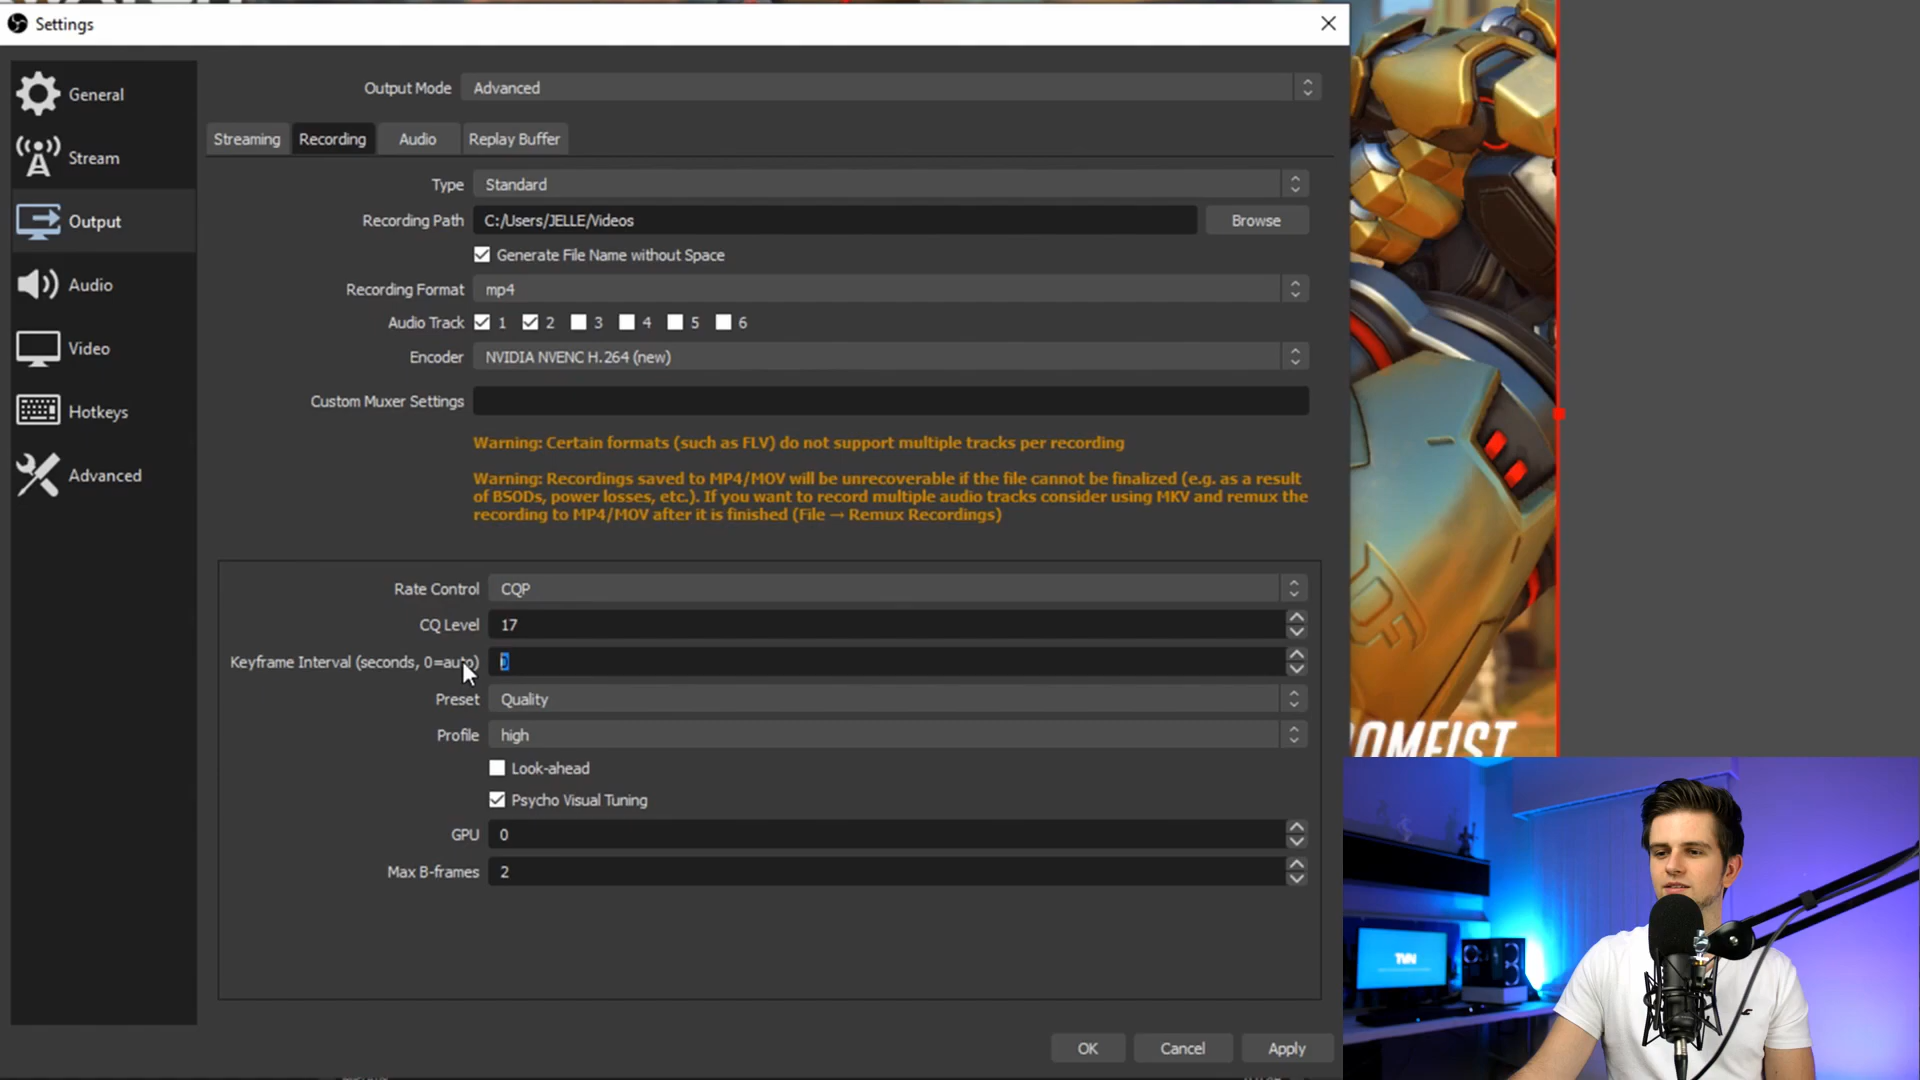 Settings
General
Stream
Output
Audio
Video
Hotkeys
Advanced
Output Mode Advanced
Streaming Recording Audio Replay Buffer
Type Standard
Recording Path C:/Users/JELLE/Videos Browse
Generate File Name without Space
Recording Format mp4
Audio Track 1 2 3 4 5 6
Encoder NVIDIA NVENC H.264 (new)
Custom Muxer Settings
Warning: Certain formats (such as FLV) do not support multiple tracks per recording
Warning: Recordings saved to MP4/MOV will be unrecoverable if the file cannot be finalized (e.g. as a result
of BSODs, power losses, etc.). If you want to record multiple audio tracks consider using MKV and remux the
recording to MP4/MOV after it is finished (File → Remux Recordings)
Rate Control CQP
CQ Level 17
Keyframe Interval (seconds, 0=auto) 0
Preset Quality
Profile high
Look-ahead
Psycho Visual Tuning
GPU 0
Max B-frames 2
OK Cancel Apply
OMFIST
TVN